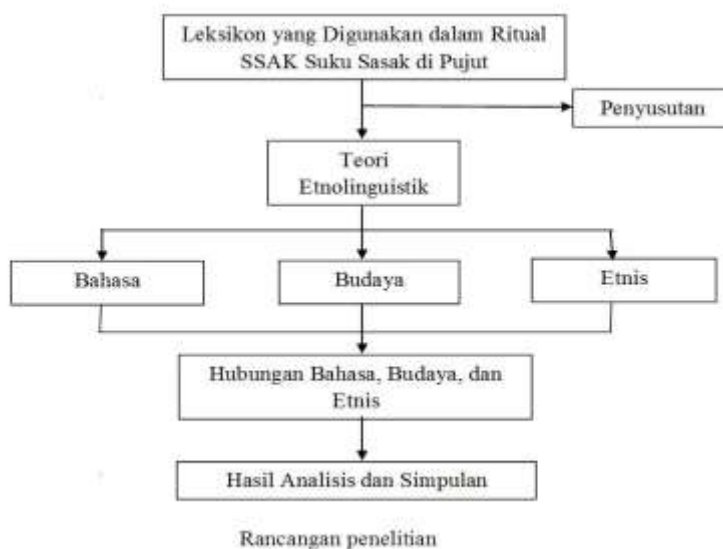 Leksikon yang Digunakan dalam Ritual
SSAK Suku Sasak di Pujut
Penyusutan
Teori
Etnolinguistik
Bahasa
Budaya
Etnis
Hubungan Bahasa, Budaya, dan
Etnis
Hasil Analisis dan Simpulan
Rancangan penelitian